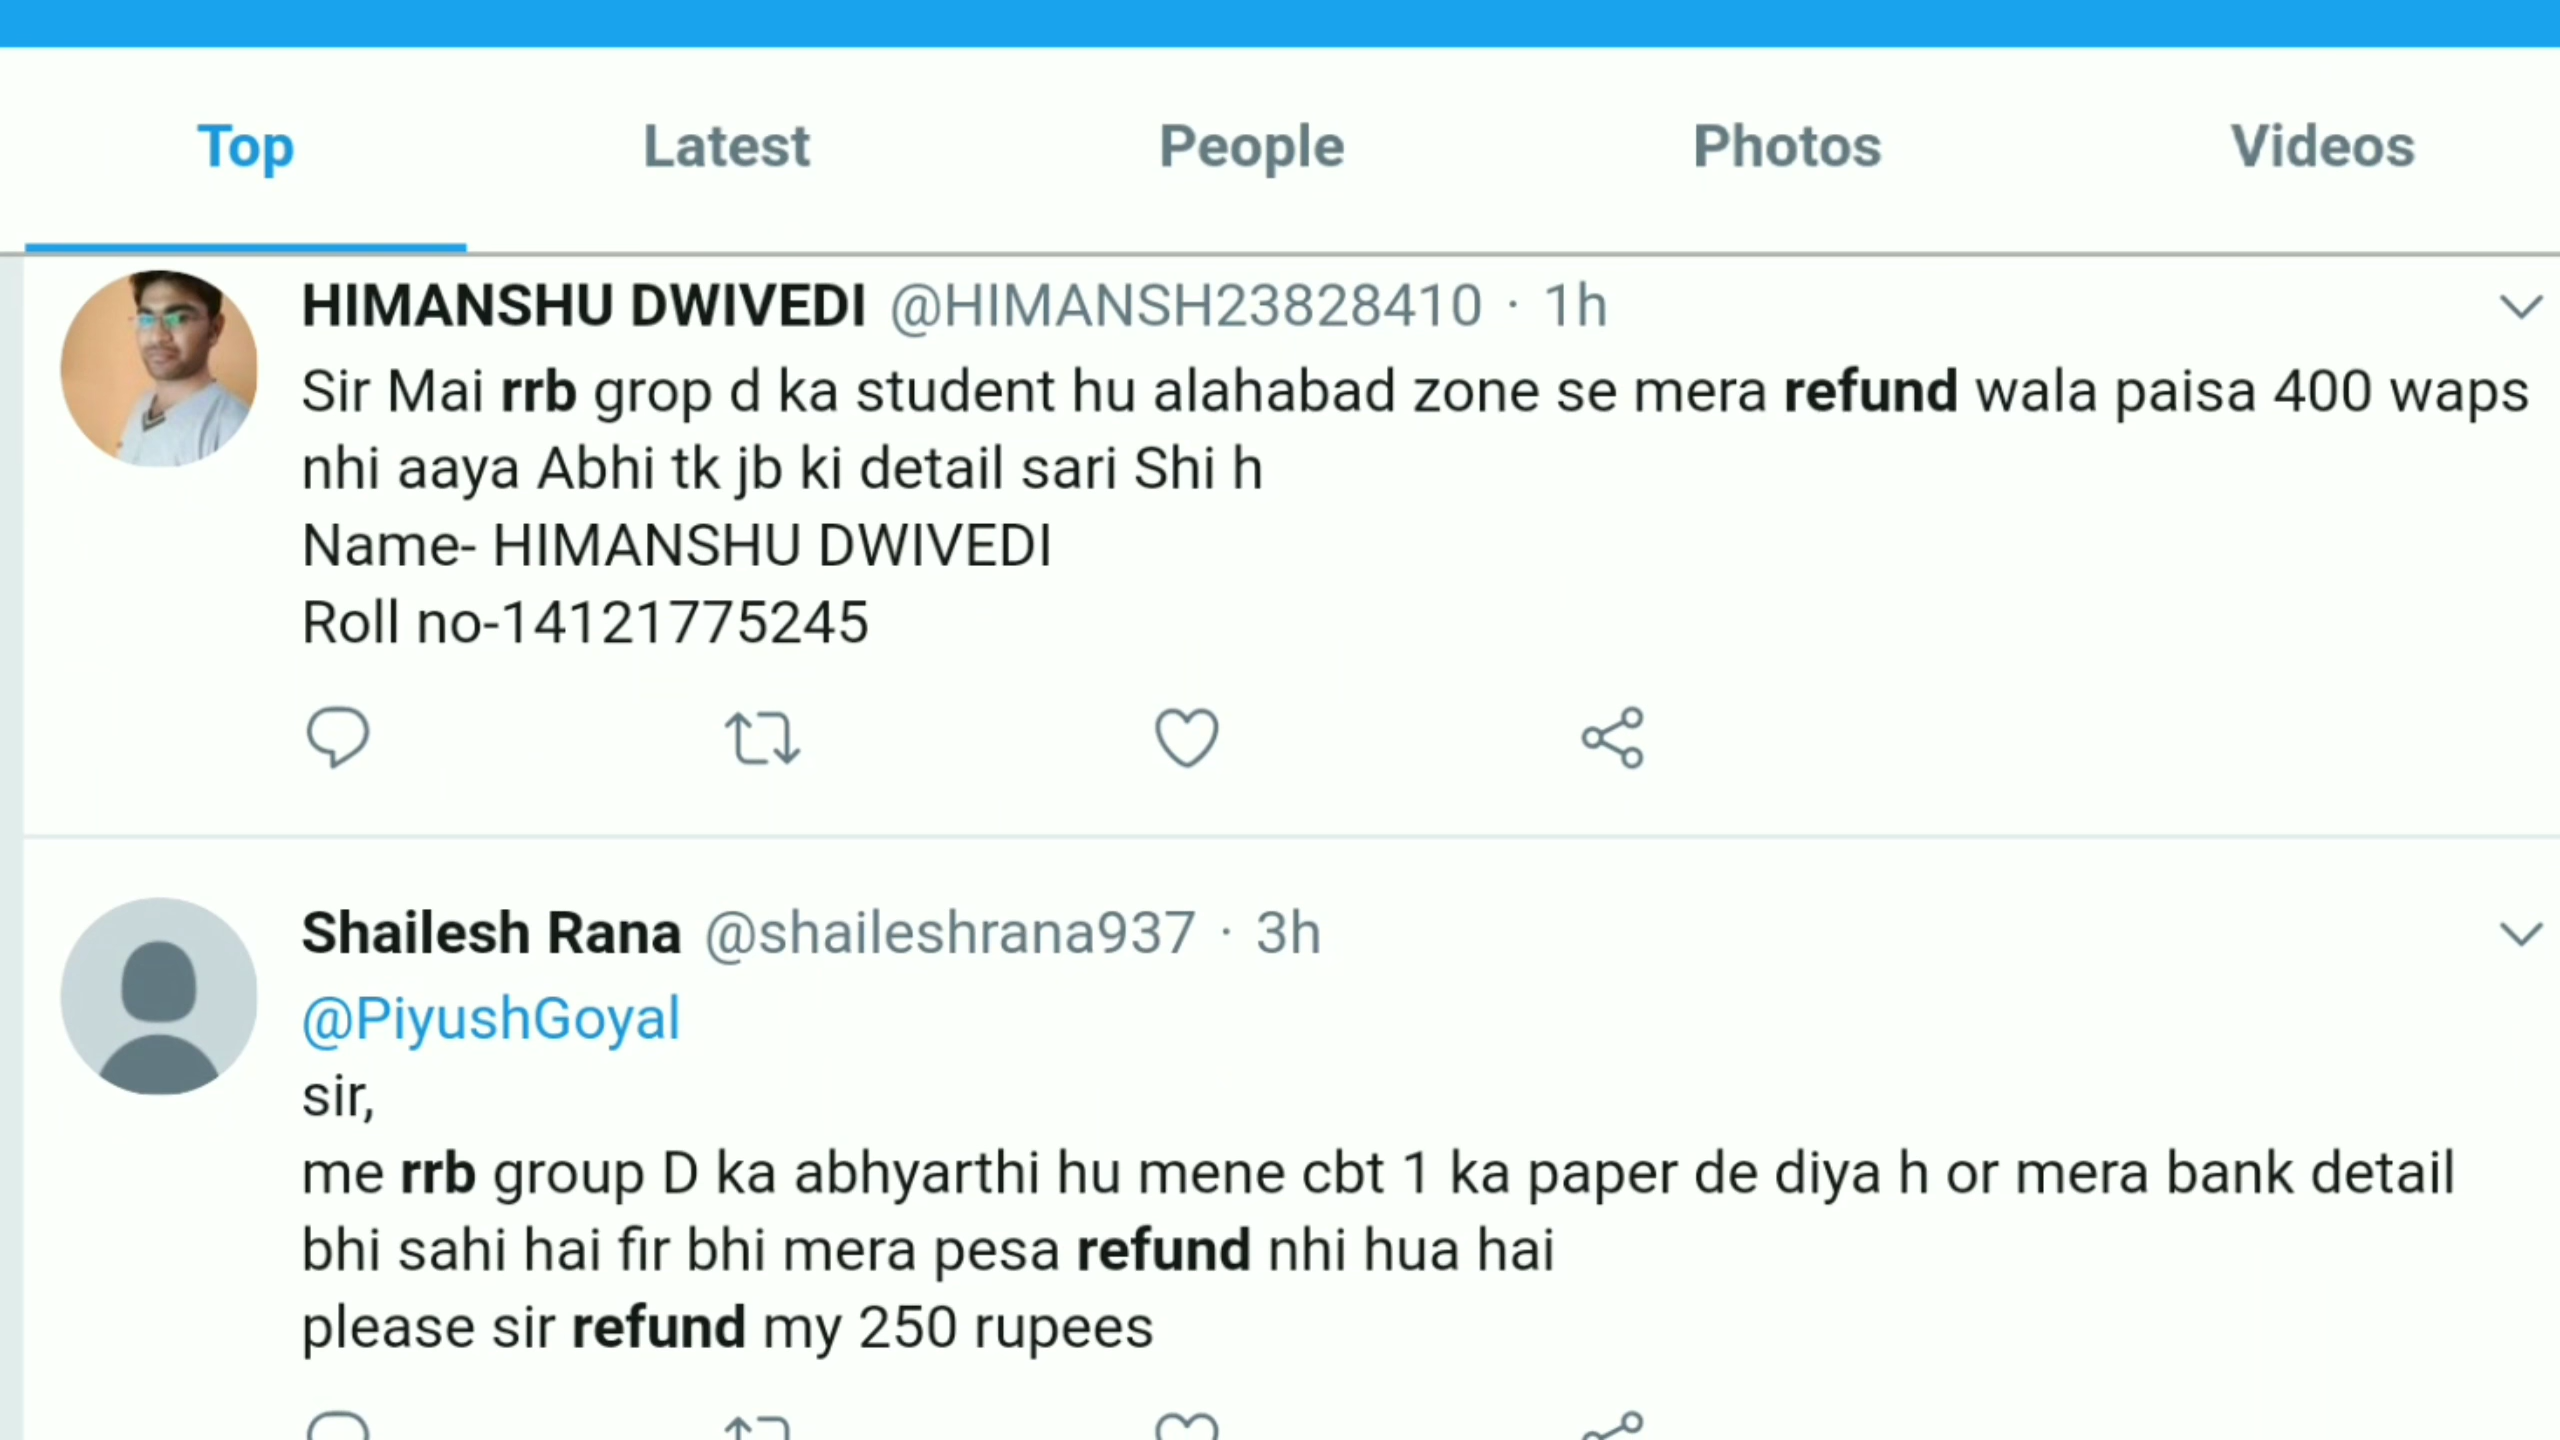 Top Latest People Photos Videos
HIMANSHU DWIVEDI @HIMANSH23828410 · 1h
Sir Mai rrb grop d ka student hu alahabad zone se mera refund wala paisa 400 waps
nhi aaya Abhi tk jb ki detail sari Shi h
Name- HIMANSHU DWIVEDI
Roll no-14121775245
Shailesh Rana @shaileshrana937 · 3h
@PiyushGoyal
sir,
me rrb group D ka abhyarthi hu mene cbt 1 ka paper de diya h or mera bank detail
bhi sahi hai fir bhi mera pesa refund nhi hua hai
please sir refund my 250 rupees